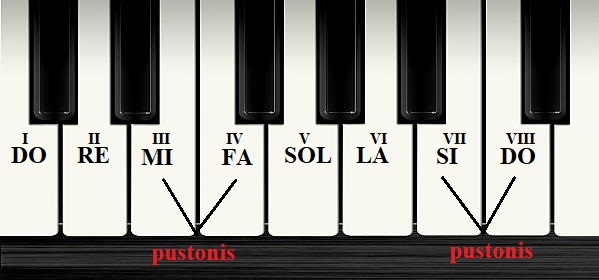 I II III IV V VI VII VIII
DO RE MI FA SOL LA SI DO
pustonis pustonis